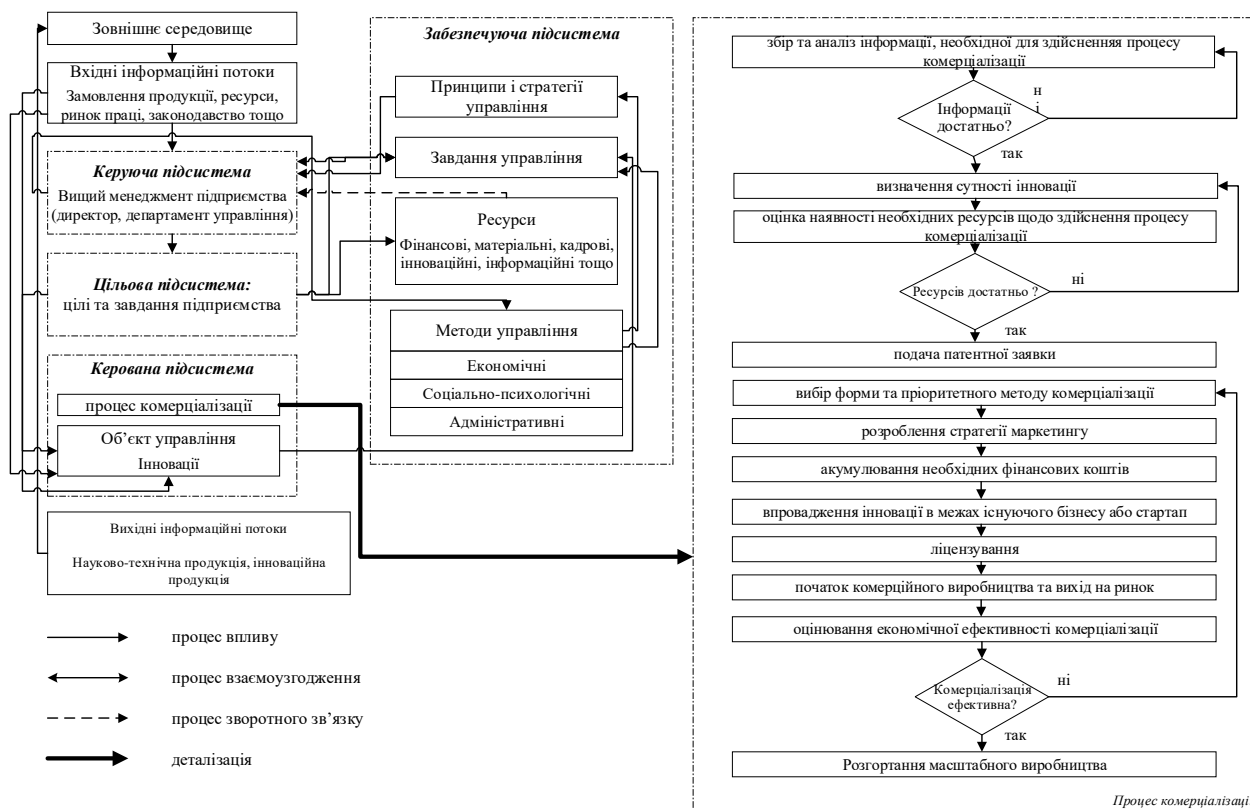 Зовнішнє середовище
Вхідні інформаційні потоки
Замовлення продукції, ресурси,
ринок праці, законодавство тощо
Керуюча підсистема
Вищий менеджмент підприємства
(директор, департамент управління)
Цільова підсистема:
цілі та завдання підприємства
Керована підсистема
процес комерціалізації
Об’єкт управління
Інновації
Вихідні інформаційні потоки
Науково-технічна продукція, інноваційна
продукція
процес впливу
процес взаємоузгодження
процес зворотного зв’язку
деталізація
Забезпечуюча підсистема
Принципи і стратегії
управління
Завдання управління
Ресурси
Фінансові, матеріальні, кадрові,
інноваційні, інформаційні тощо
Методи управління
Економічні
Соціально-психологічні
Адміністративні
збір та аналіз інформації, необхідної для здійсненяя процесу
комерціалізації
н
і
Інформації
достатньо?
так
визначення сутності інновації
оцінка наявності необхідних ресурсів щодо здійснення процесу
комерціалізації
Ресурсів достатньо ?
ні
так
подача патентної заявки
вибір форми та пріоритетного методу комерціалізації
розроблення стратегії маркетингу
акумулювання необхідних фінансових коштів
впровадження інновації в межах існуючого бізнесу або стартап
ліцензування
початок комерційного виробництва та вихід на ринок
оцінювання економічної ефективності комерціалізації
Комерціалізація
ефективна?
ні
так
Розгортання масштабного виробництва
Процес комерціалізаці